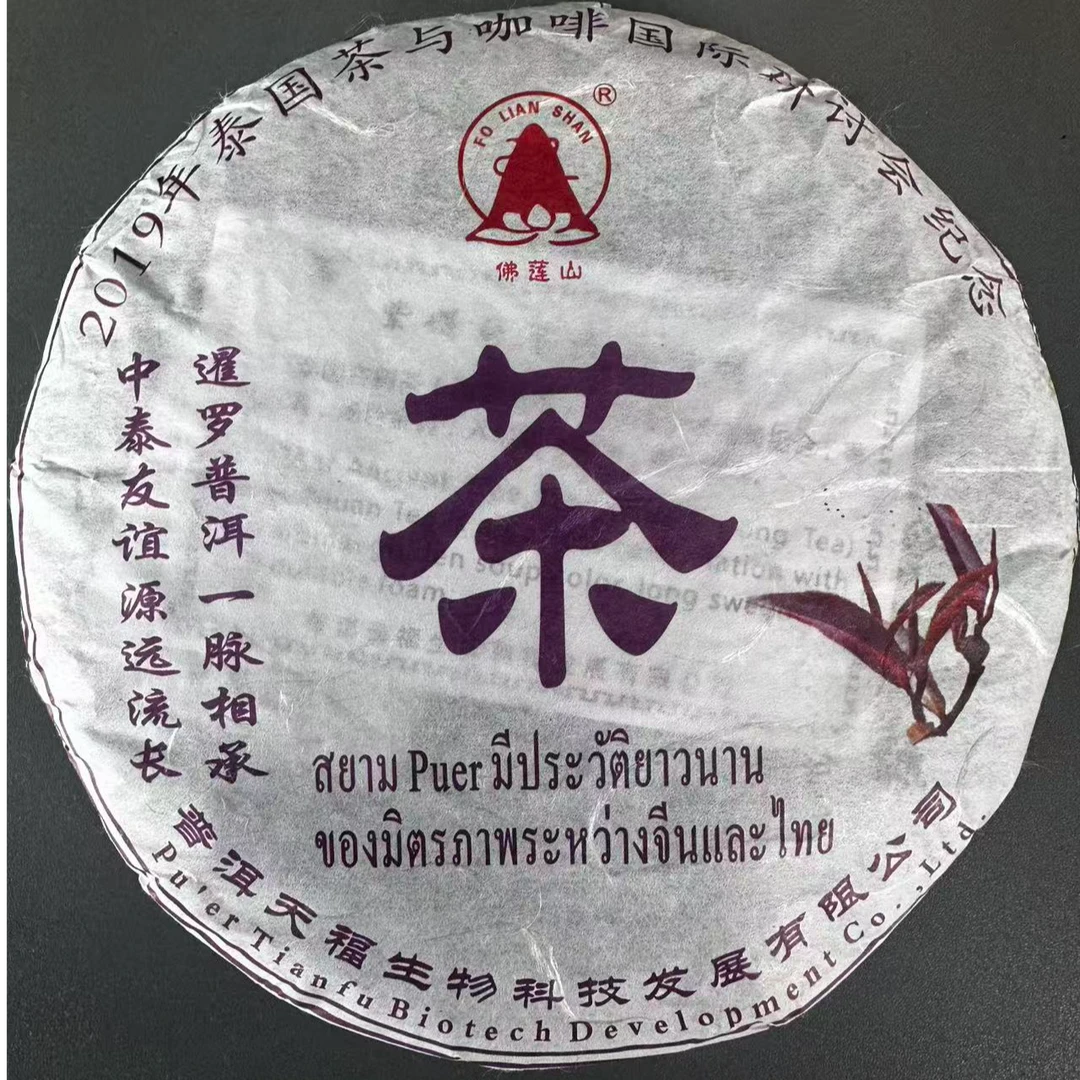 2019年泰国茶与咖啡国际研讨会纪念
FO LIAN SHAN
®
佛莲山
暹罗普洱一脉相承
中泰友谊源远流长
茶
สยาม Puer มีประวัติยาวนาน
ของมิตรภาพระหว่างจีนและไทย
普洱天福生物科技发展有限公司
Pu'er Tianfu Biotech Development Co.,Ltd.